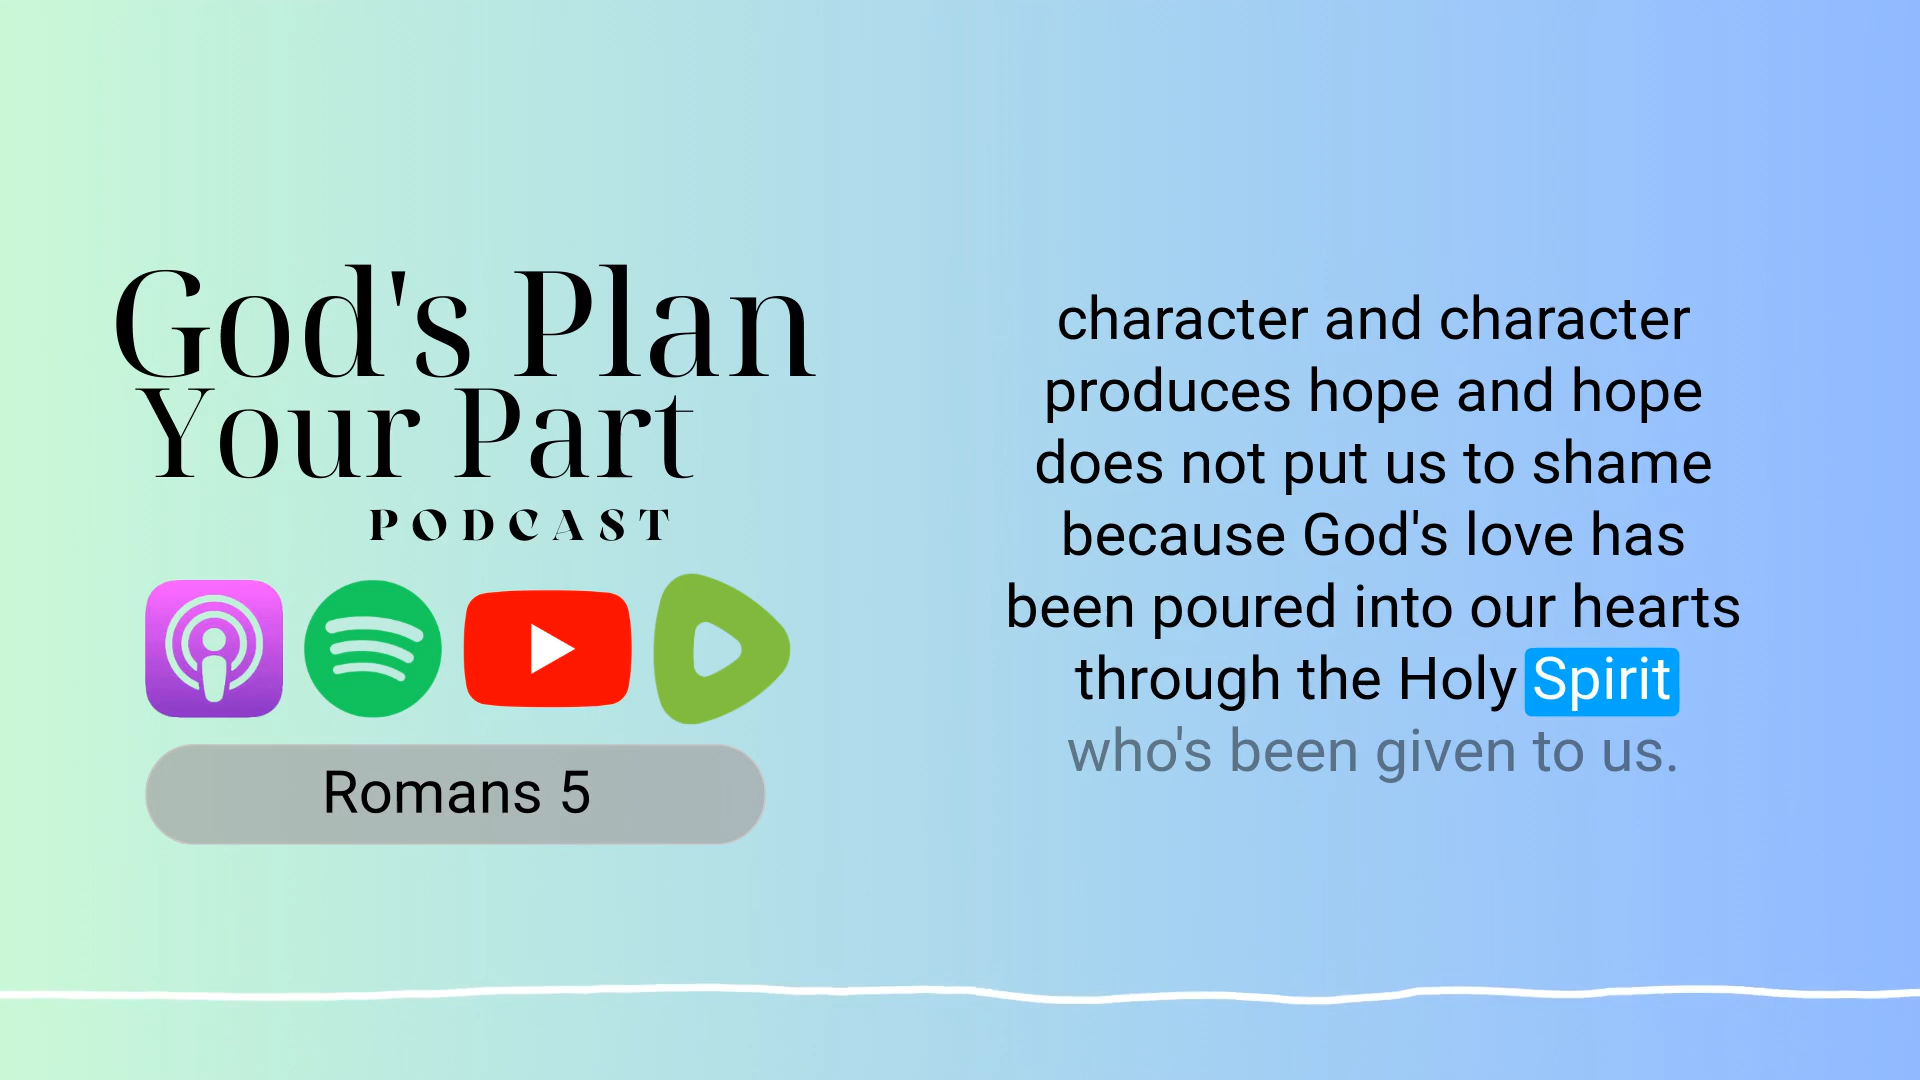 God's Plan
Your Part
PODCAST
Romans 5
character and character
produces hope and hope
does not put us to shame
because God's love has
been poured into our hearts
through the Holy Spirit
who's been given to us.